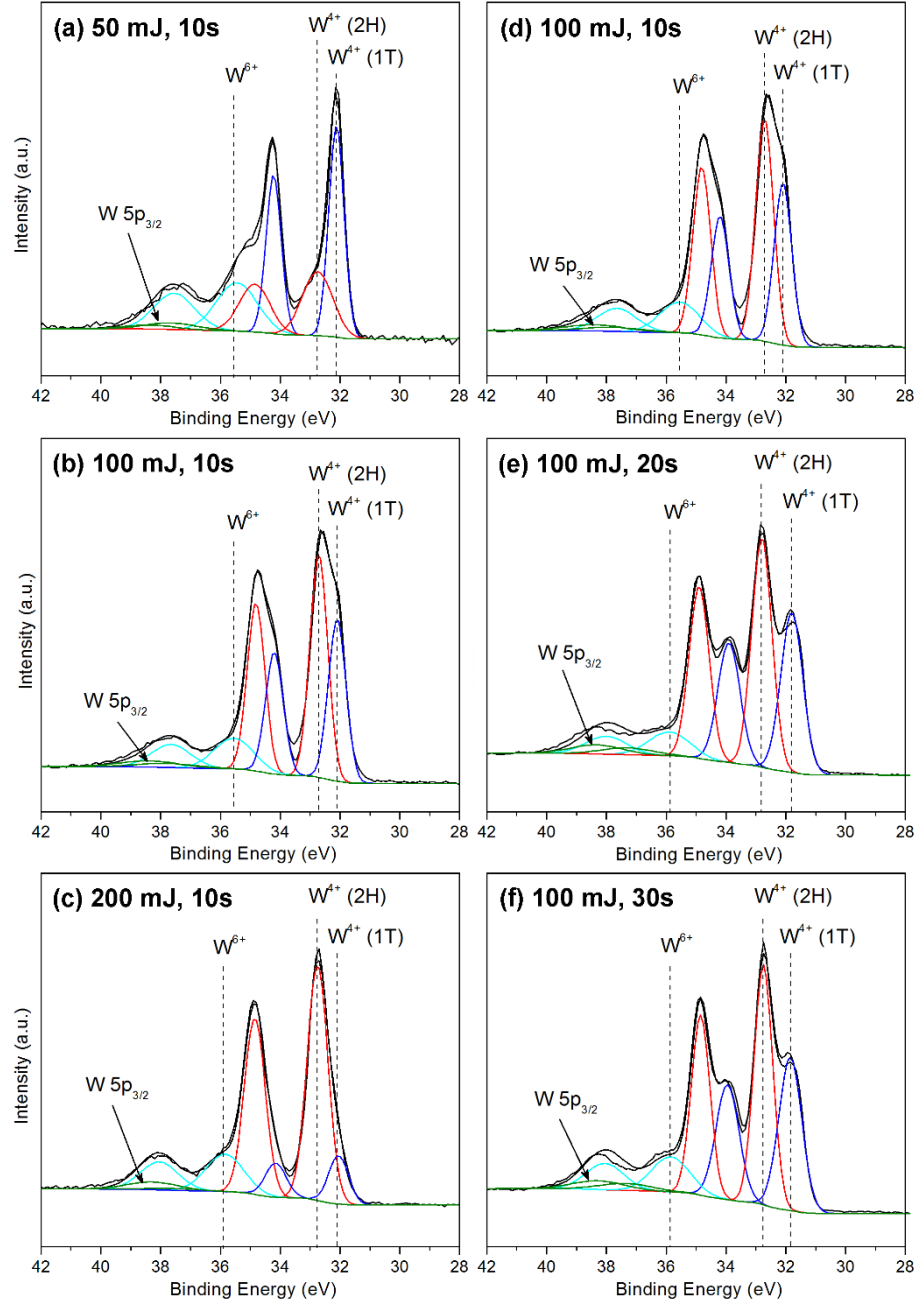 (a) 50 mJ, 10s
W⁴⁺ (2H)
W⁶⁺
W⁴⁺ (1T)
W 5p₃/₂
Intensity (a.u.)
42 40 38 36 34 32 30 28
Binding Energy (eV)
(b) 100 mJ, 10s
W⁴⁺ (2H)
W⁶⁺
W⁴⁺ (1T)
W 5p₃/₂
Intensity (a.u.)
42 40 38 36 34 32 30 28
Binding Energy (eV)
(c) 200 mJ, 10s
W⁴⁺ (2H)
W⁶⁺
W⁴⁺ (1T)
W 5p₃/₂
Intensity (a.u.)
42 40 38 36 34 32 30 28
Binding Energy (eV)
(d) 100 mJ, 10s
W⁴⁺ (2H)
W⁶⁺
W⁴⁺ (1T)
W 5p₃/₂
42 40 38 36 34 32 30 28
Binding Energy (eV)
(e) 100 mJ, 20s
W⁴⁺ (2H)
W⁶⁺
W⁴⁺ (1T)
W 5p₃/₂
42 40 38 36 34 32 30 28
Binding Energy (eV)
(f) 100 mJ, 30s
W⁴⁺ (2H)
W⁶⁺
W⁴⁺ (1T)
W 5p₃/₂
42 40 38 36 34 32 30 28
Binding Energy (eV)